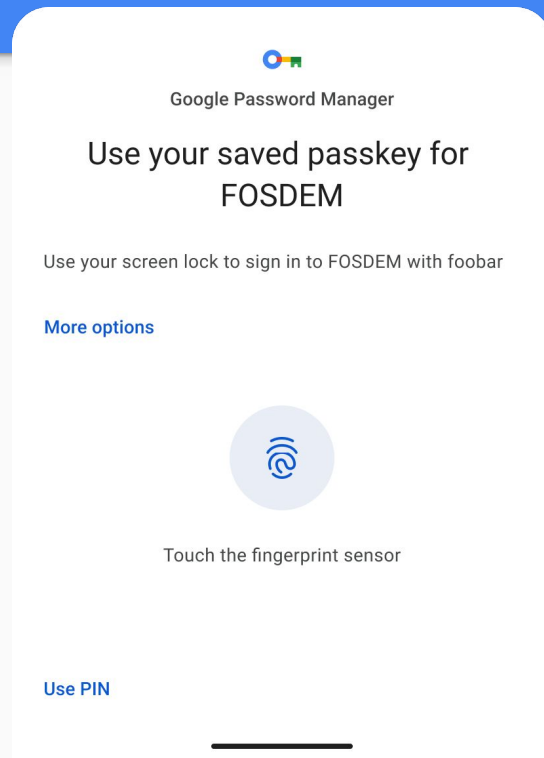 Google Password Manager
Use your saved passkey for
FOSDEM
Use your screen lock to sign in to FOSDEM with foobar
More options
Touch the fingerprint sensor
Use PIN